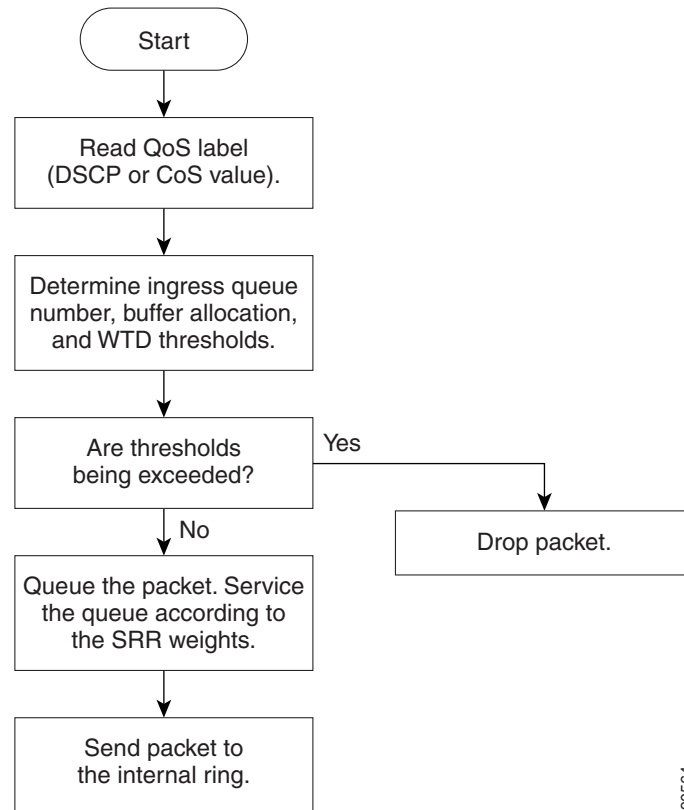 Start
Read QoS label
(DSCP or CoS value).
Determine ingress queue
number, buffer allocation,
and WTD thresholds.
Are thresholds
being exceeded?
Yes
No
Drop packet.
Queue the packet. Service
the queue according to
the SRR weights.
Send packet to
the internal ring.